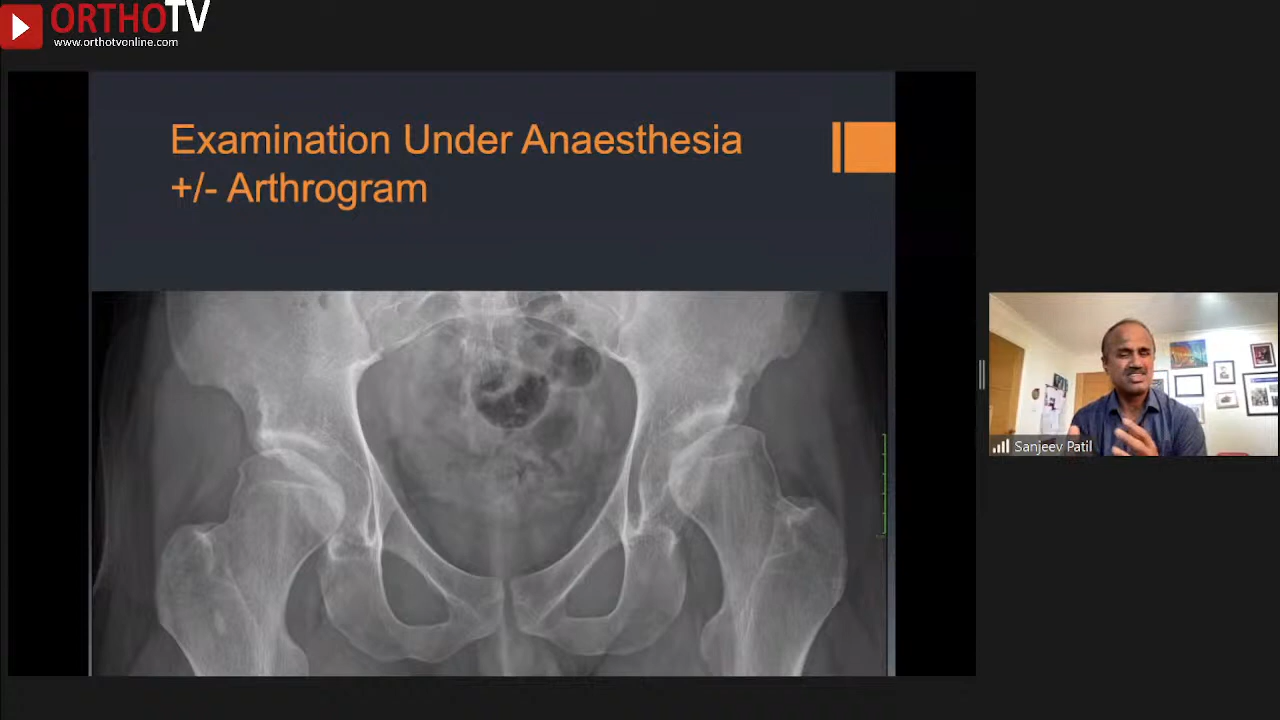 ORTHOTV
www.orthotvonline.com
Examination Under Anaesthesia
+/- Arthrogram
Sanjeev Patil